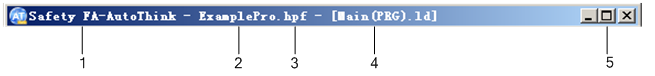 Safety FA-AutoThink - ExamplePro.hpf - [Main(PRG).ld]
1 2 3 4 5